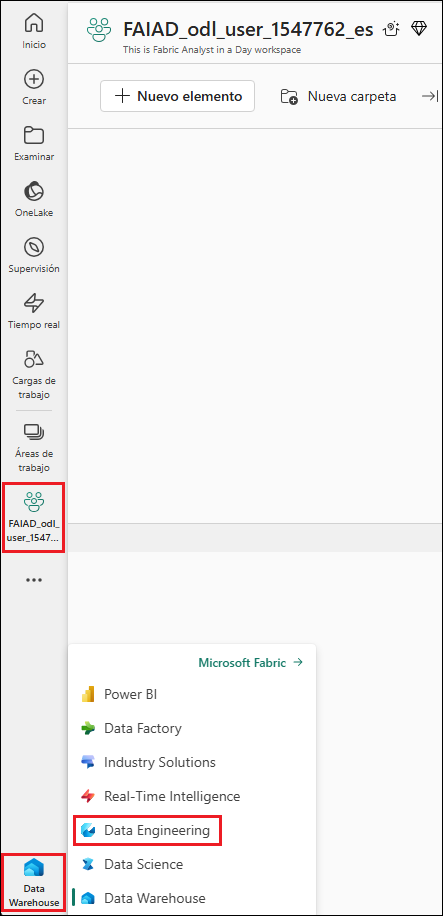 Inicio
Crear
Examinar
OneLake
Supervisión
Tiempo real
Cargas de
trabajo
Áreas de
trabajo
FAIAD_odl_
user_1547...
Data
Warehouse
FAIAD_odl_user_1547762_es
This is Fabric Analyst in a Day workspace
Nuevo elemento
Nueva carpeta
Microsoft Fabric
Power BI
Data Factory
Industry Solutions
Real-Time Intelligence
Data Engineering
Data Science
Data Warehouse